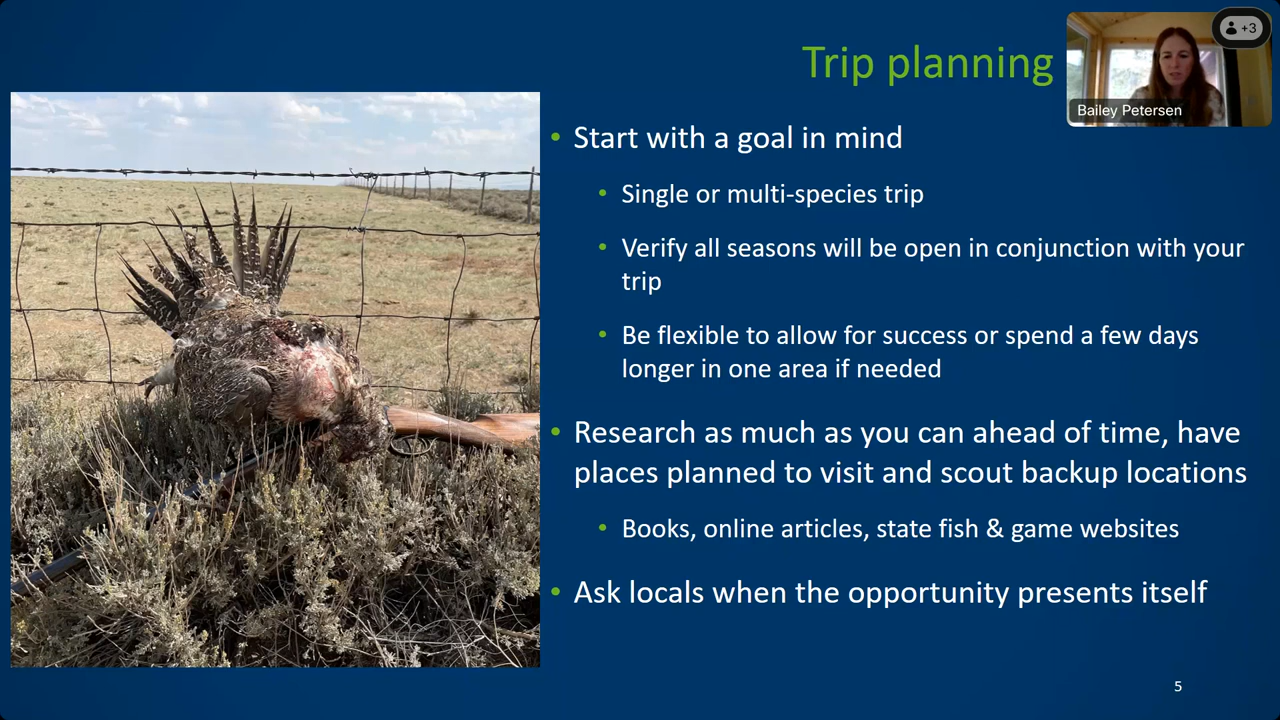 +3
Trip planning
Bailey Petersen
• Start with a goal in mind
• Single or multi-species trip
• Verify all seasons will be open in conjunction with your
trip
• Be flexible to allow for success or spend a few days
longer in one area if needed
• Research as much as you can ahead of time, have
places planned to visit and scout backup locations
• Books, online articles, state fish & game websites
• Ask locals when the opportunity presents itself
5